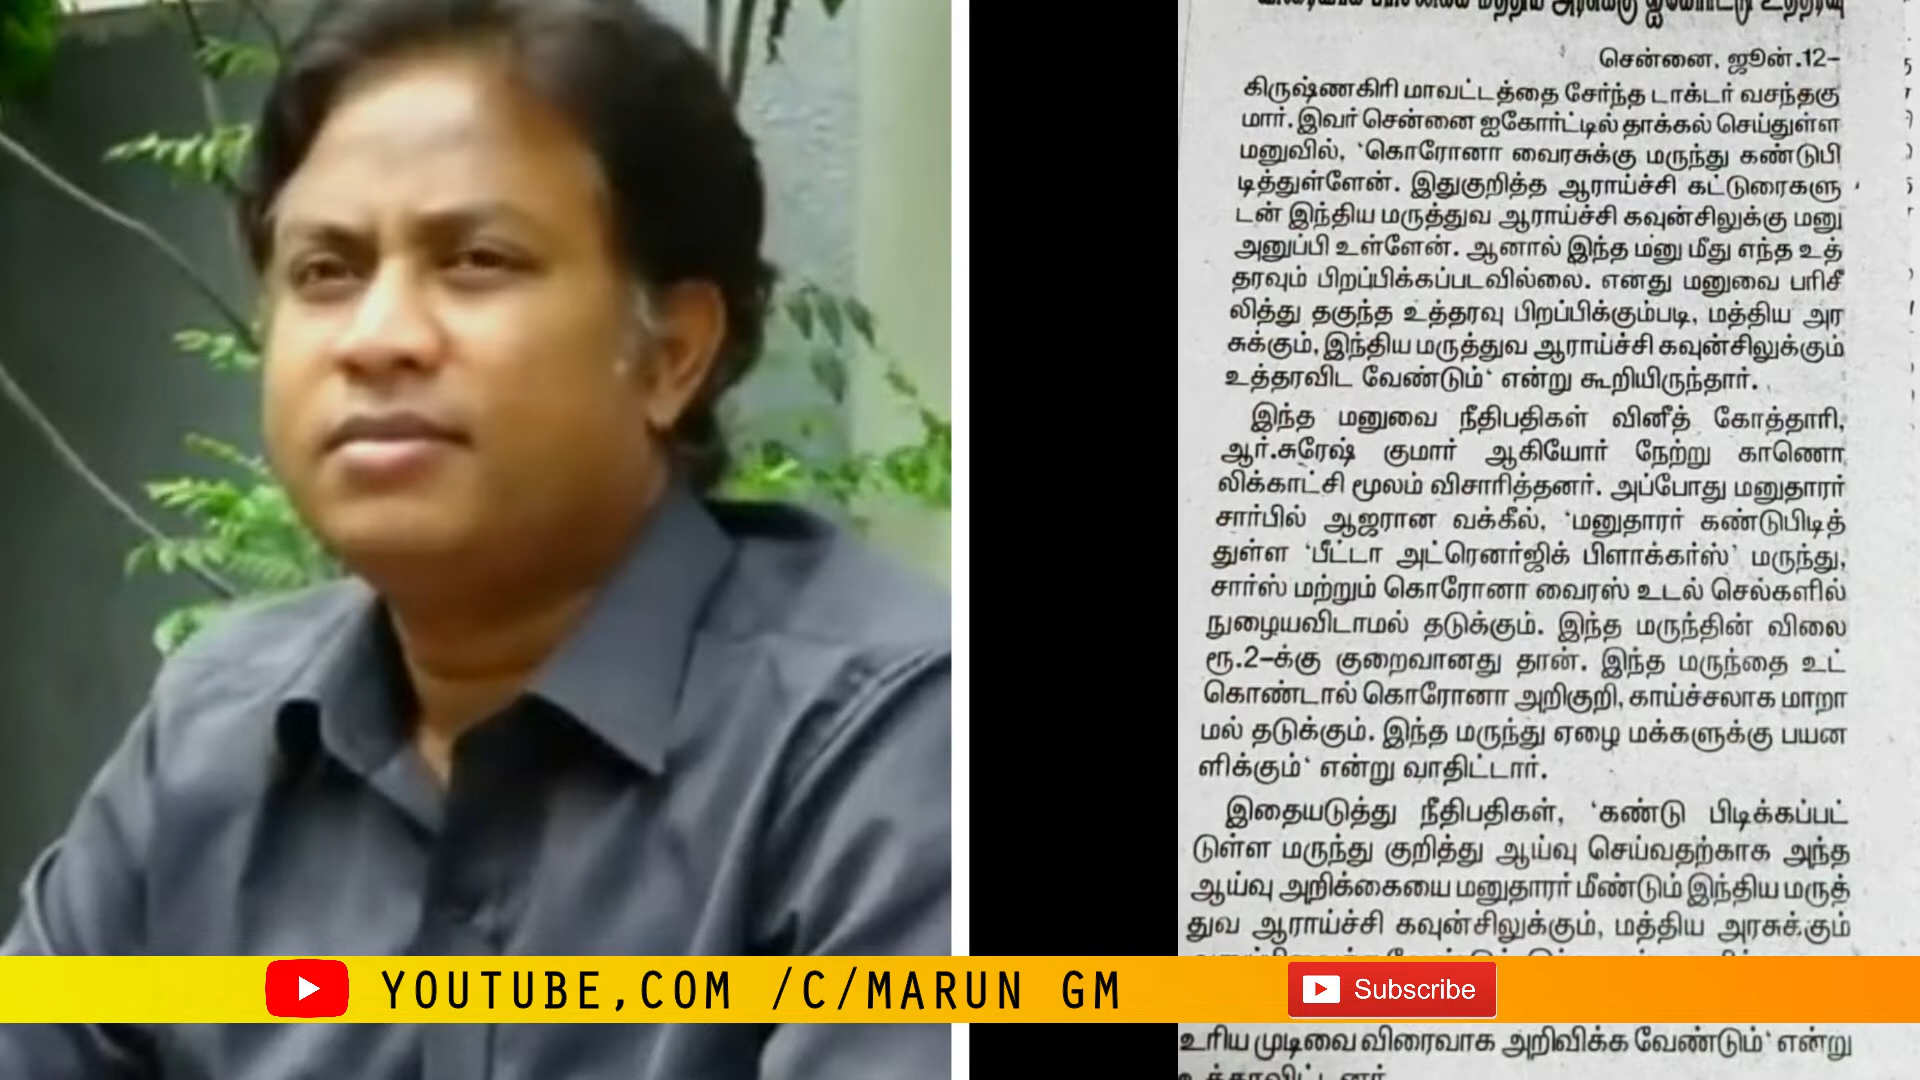 சென்னை, ஜூன்.12–
கிருஷ்ணகிரி மாவட்டத்தை சேர்ந்த டாக்டர் வசந்தகு
மார். இவர் சென்னை ஐகோர்ட்டில் தாக்கல் செய்துள்ள
மனுவில், ‘கொரோனா வைரசுக்கு மருந்து கண்டுபி
டித்துள்ளேன். இதுகுறித்த ஆராய்ச்சி கட்டுரைகளு
டன் இந்திய மருத்துவ ஆராய்ச்சி கவுன்சிலுக்கு மனு
அனுப்பி உள்ளேன். ஆனால் இந்த மனு மீது எந்த உத்
தரவும் பிறப்பிக்கப்படவில்லை. எனது மனுவை பரிசீ
லித்து தகுந்த உத்தரவு பிறப்பிக்கும்படி, மத்திய அர
சுக்கும், இந்திய மருத்துவ ஆராய்ச்சி கவுன்சிலுக்கும்
உத்தரவிட வேண்டும்‘ என்று கூறியிருந்தார்.
இந்த மனுவை நீதிபதிகள் வினீத் கோத்தாரி,
ஆர்.சுரேஷ் குமார் ஆகியோர் நேற்று காணொ
லிக்காட்சி மூலம் விசாரித்தனர். அப்போது மனுதாரர்
சார்பில் ஆஜரான வக்கீல், ‘மனுதாரர் கண்டுபிடித்
துள்ள ‘பீட்டா அட்ரெனர்ஜிக் பிளாக்கர்ஸ்‘ மருந்து,
சார்ஸ் மற்றும் கொரோனா வைரஸ் உடல் செல்களில்
நுழையவிடாமல் தடுக்கும். இந்த மருந்தின் விலை
ரூ.2–க்கு குறைவானது தான். இந்த மருந்தை உட்
கொண்டால் கொரோனா அறிகுறி, காய்ச்சலாக மாறா
மல் தடுக்கும். இந்த மருந்து ஏழை மக்களுக்கு பயன
ளிக்கும்‘ என்று வாதிட்டார்.
இதையடுத்து நீதிபதிகள், ‘கண்டு பிடிக்கப்பட்
டுள்ள மருந்து குறித்து ஆய்வு செய்வதற்காக அந்த
ஆய்வு அறிக்கையை மனுதாரர் மீண்டும் இந்திய மருத்
துவ ஆராய்ச்சி கவுன்சிலுக்கும், மத்திய அரசுக்கும்
YOUTUBE,COM /C/MARUN GM
Subscribe
உரிய முடிவை விரைவாக அறிவிக்க வேண்டும்‘ என்று